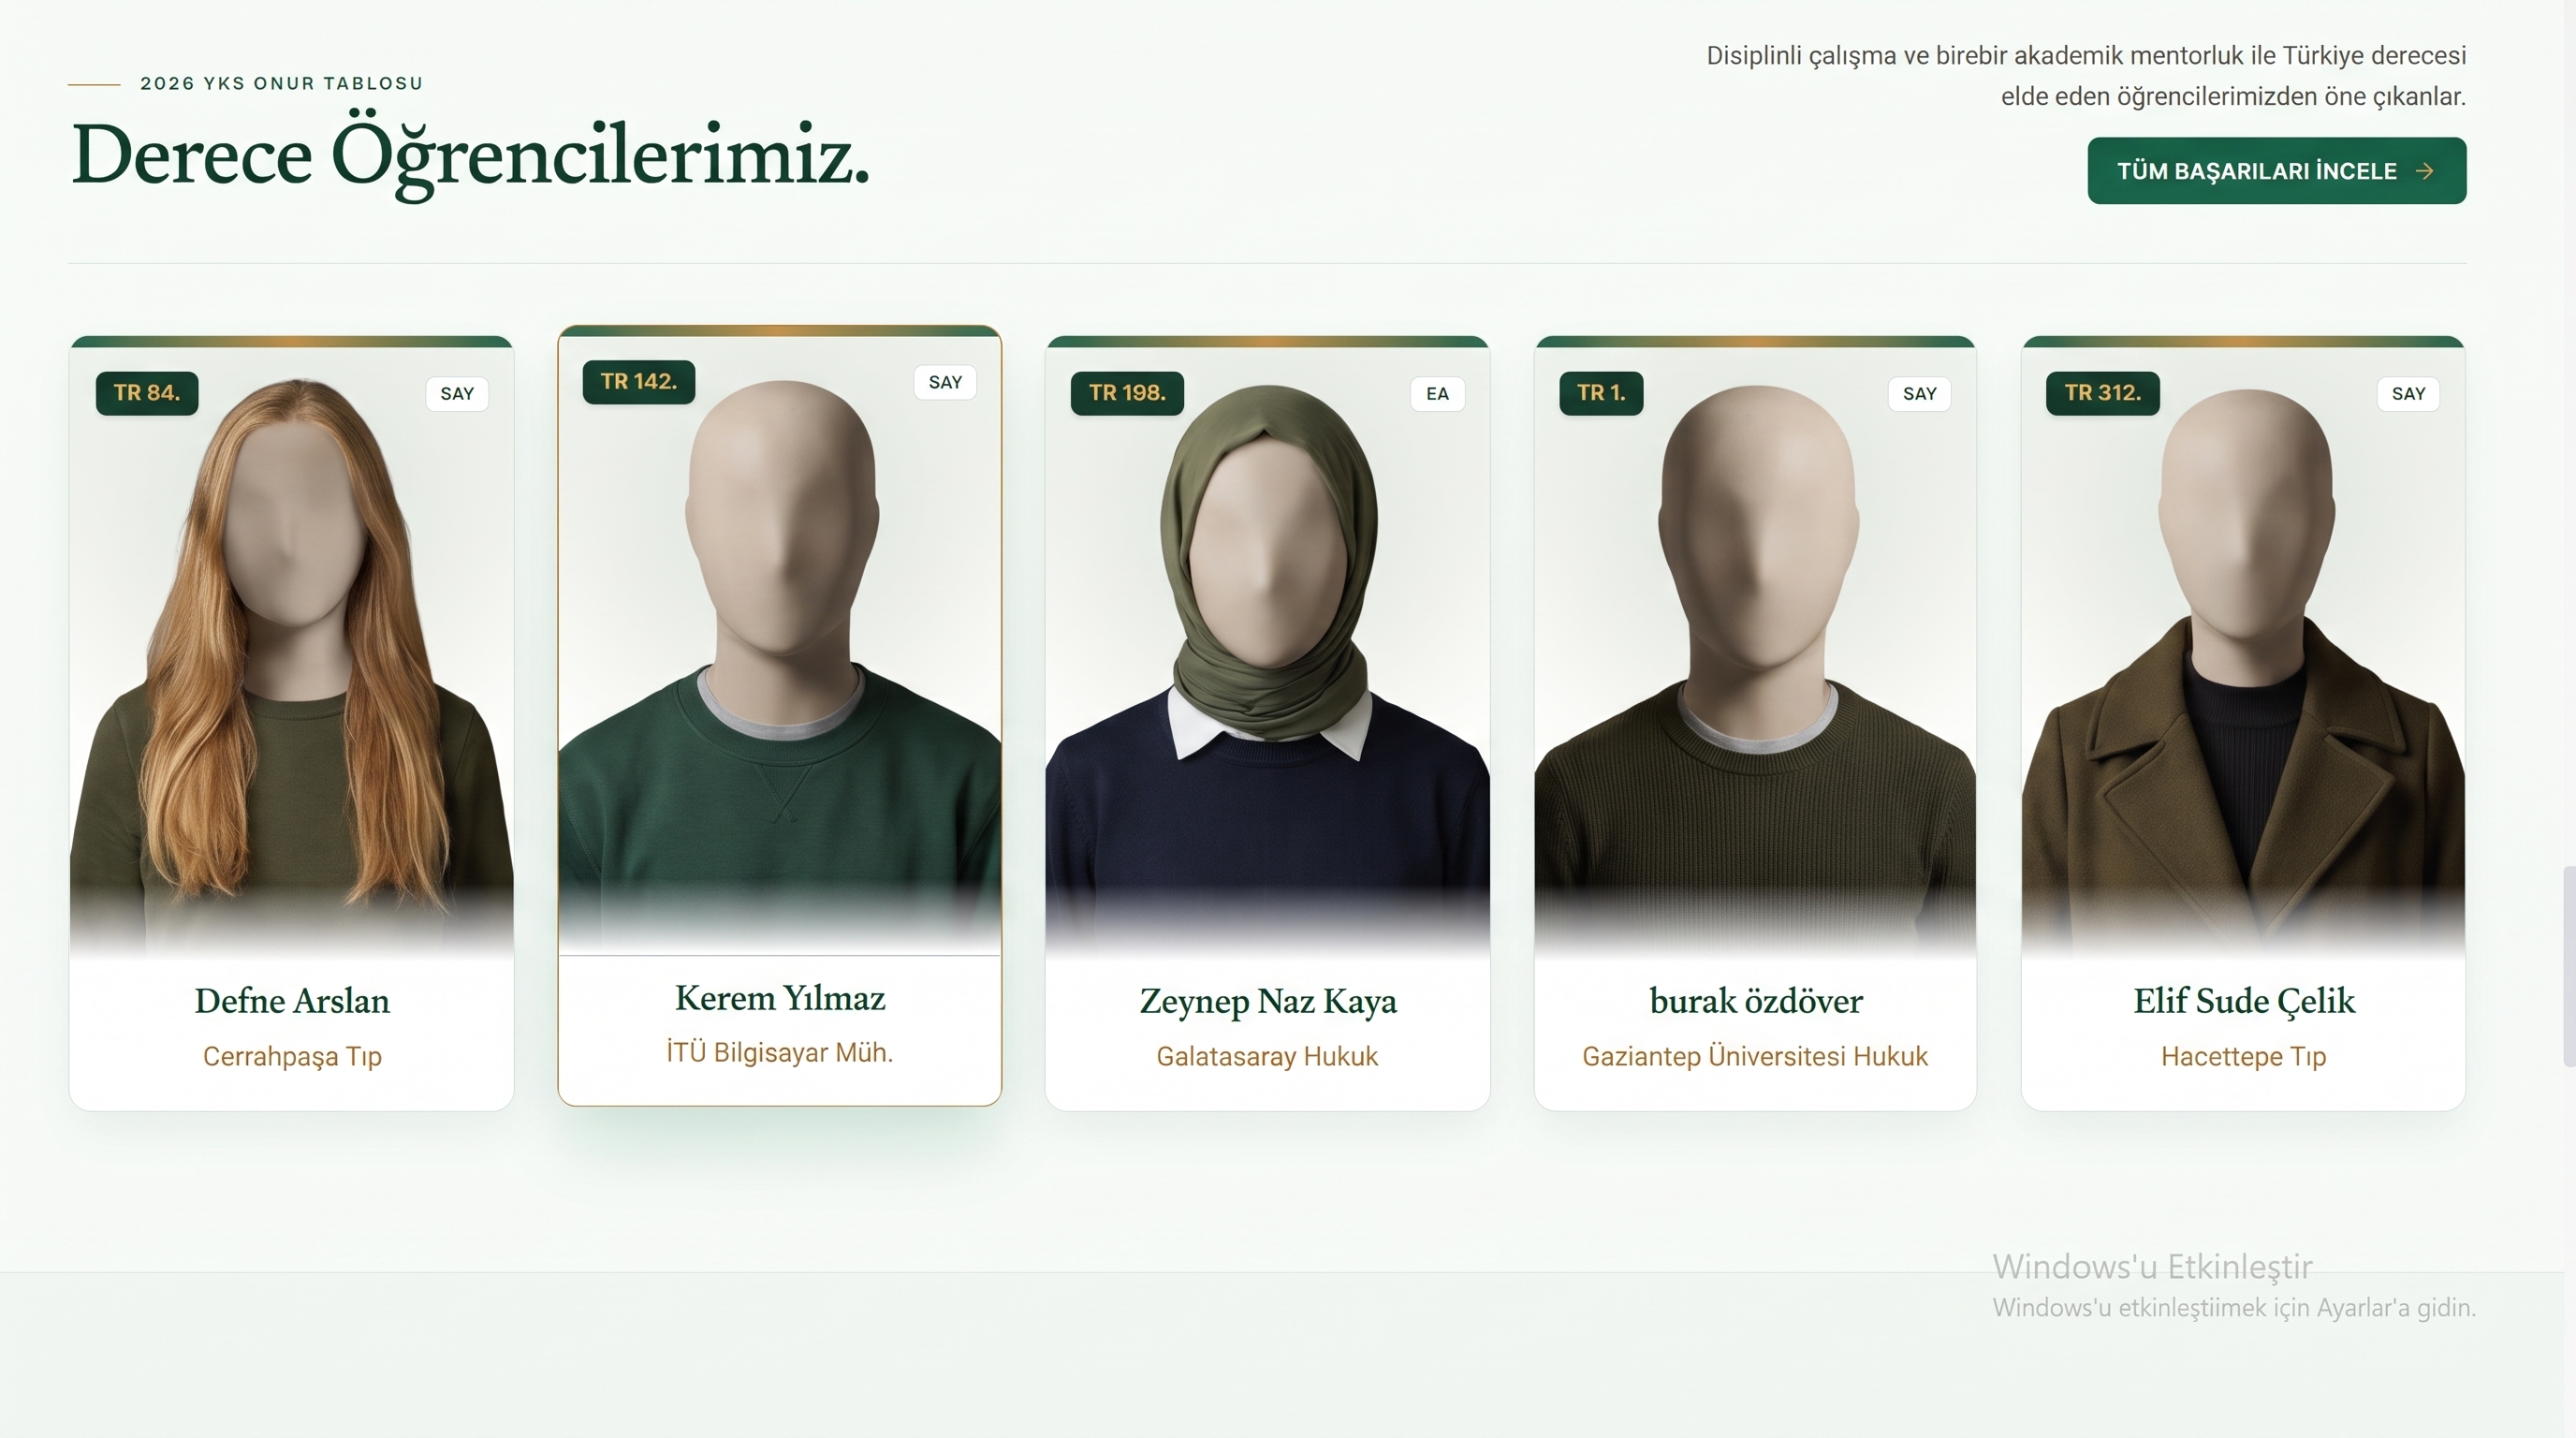 2026 YKS ONUR TABLOSU
Derece Öğrencilerimiz.
Disiplinli çalışma ve birebir akademik mentorluk ile Türkiye derecesi
elde eden öğrencilerimizden öne çıkanlar.
TÜM BAŞARILARI İNCELE →
TR 84.
SAY
Defne Arslan
Cerrahpaşa Tıp
TR 142.
SAY
Kerem Yılmaz
İTÜ Bilgisayar Müh.
TR 198.
EA
Zeynep Naz Kaya
Galatasaray Hukuk
TR 1.
SAY
burak özdöver
Gaziantep Üniversitesi Hukuk
TR 312.
SAY
Elif Sude Çelik
Hacettepe Tıp
Windows'u Etkinleştir
Windows'u etkinleştiimek için Ayarlar'a gidin.